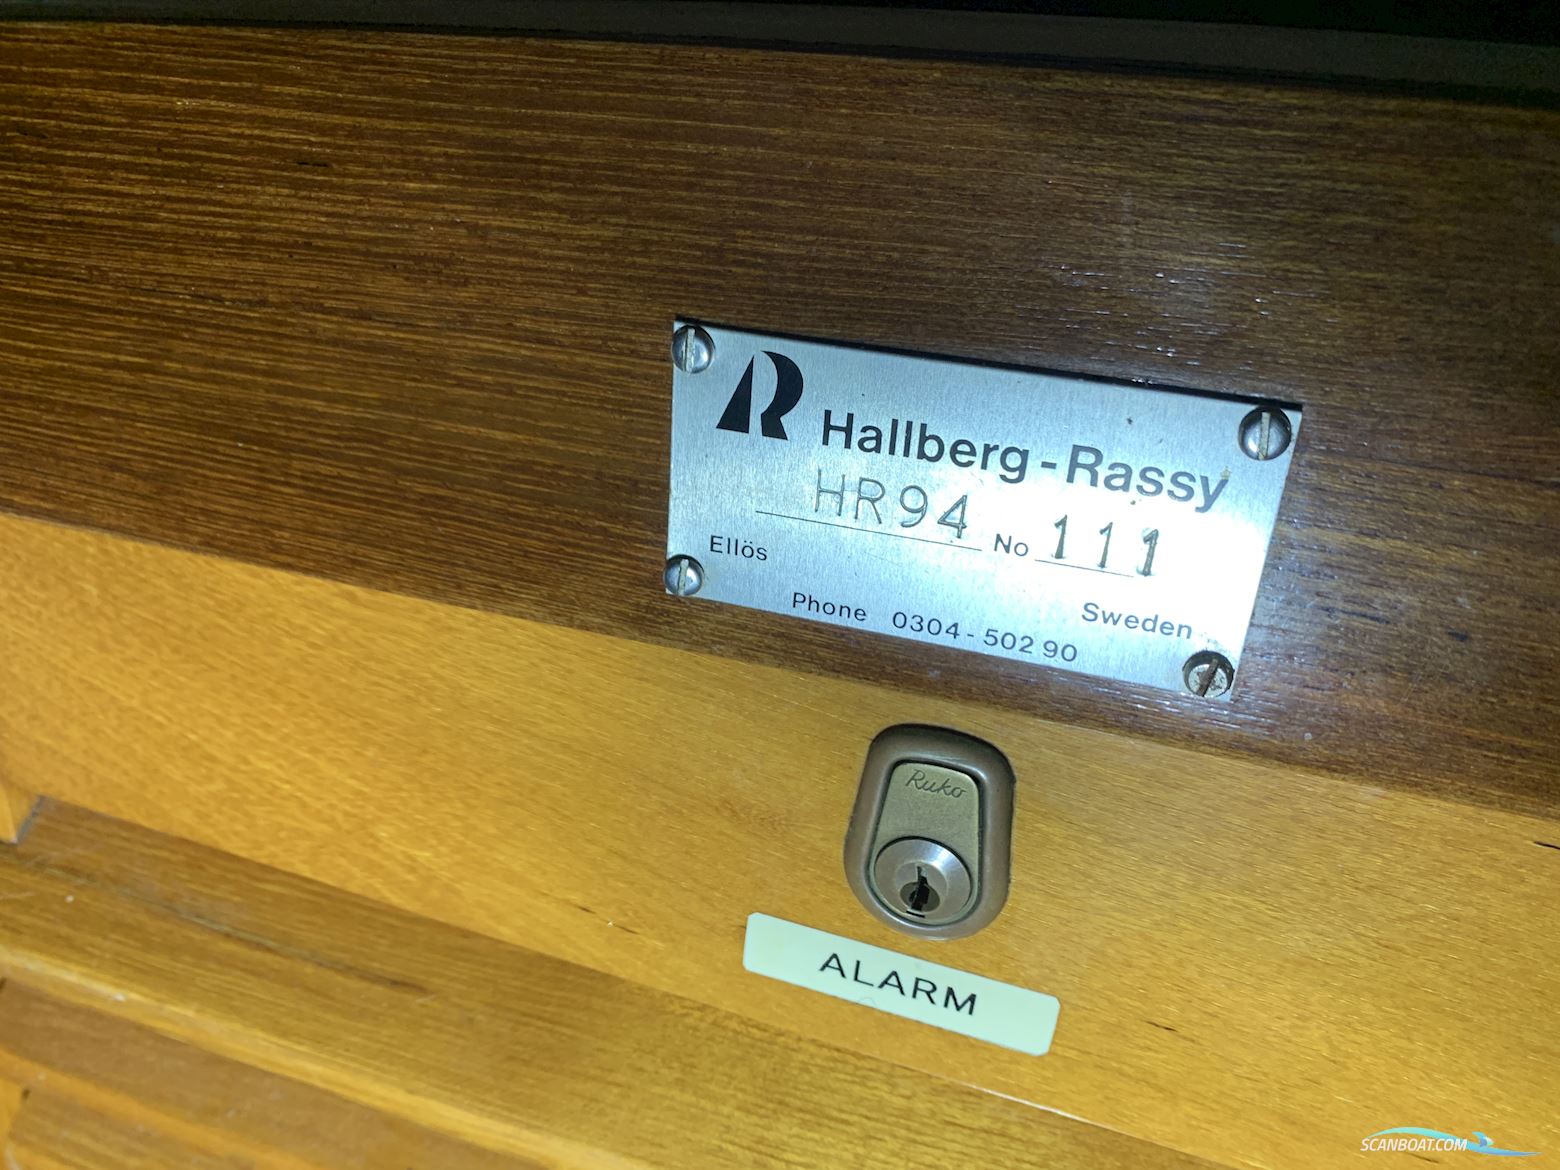 R Hallberg-Rassy
HR94 No 111
Ellös Sweden
Phone 0304-502 90
Ruko
ALARM
SCANBOAT.COM